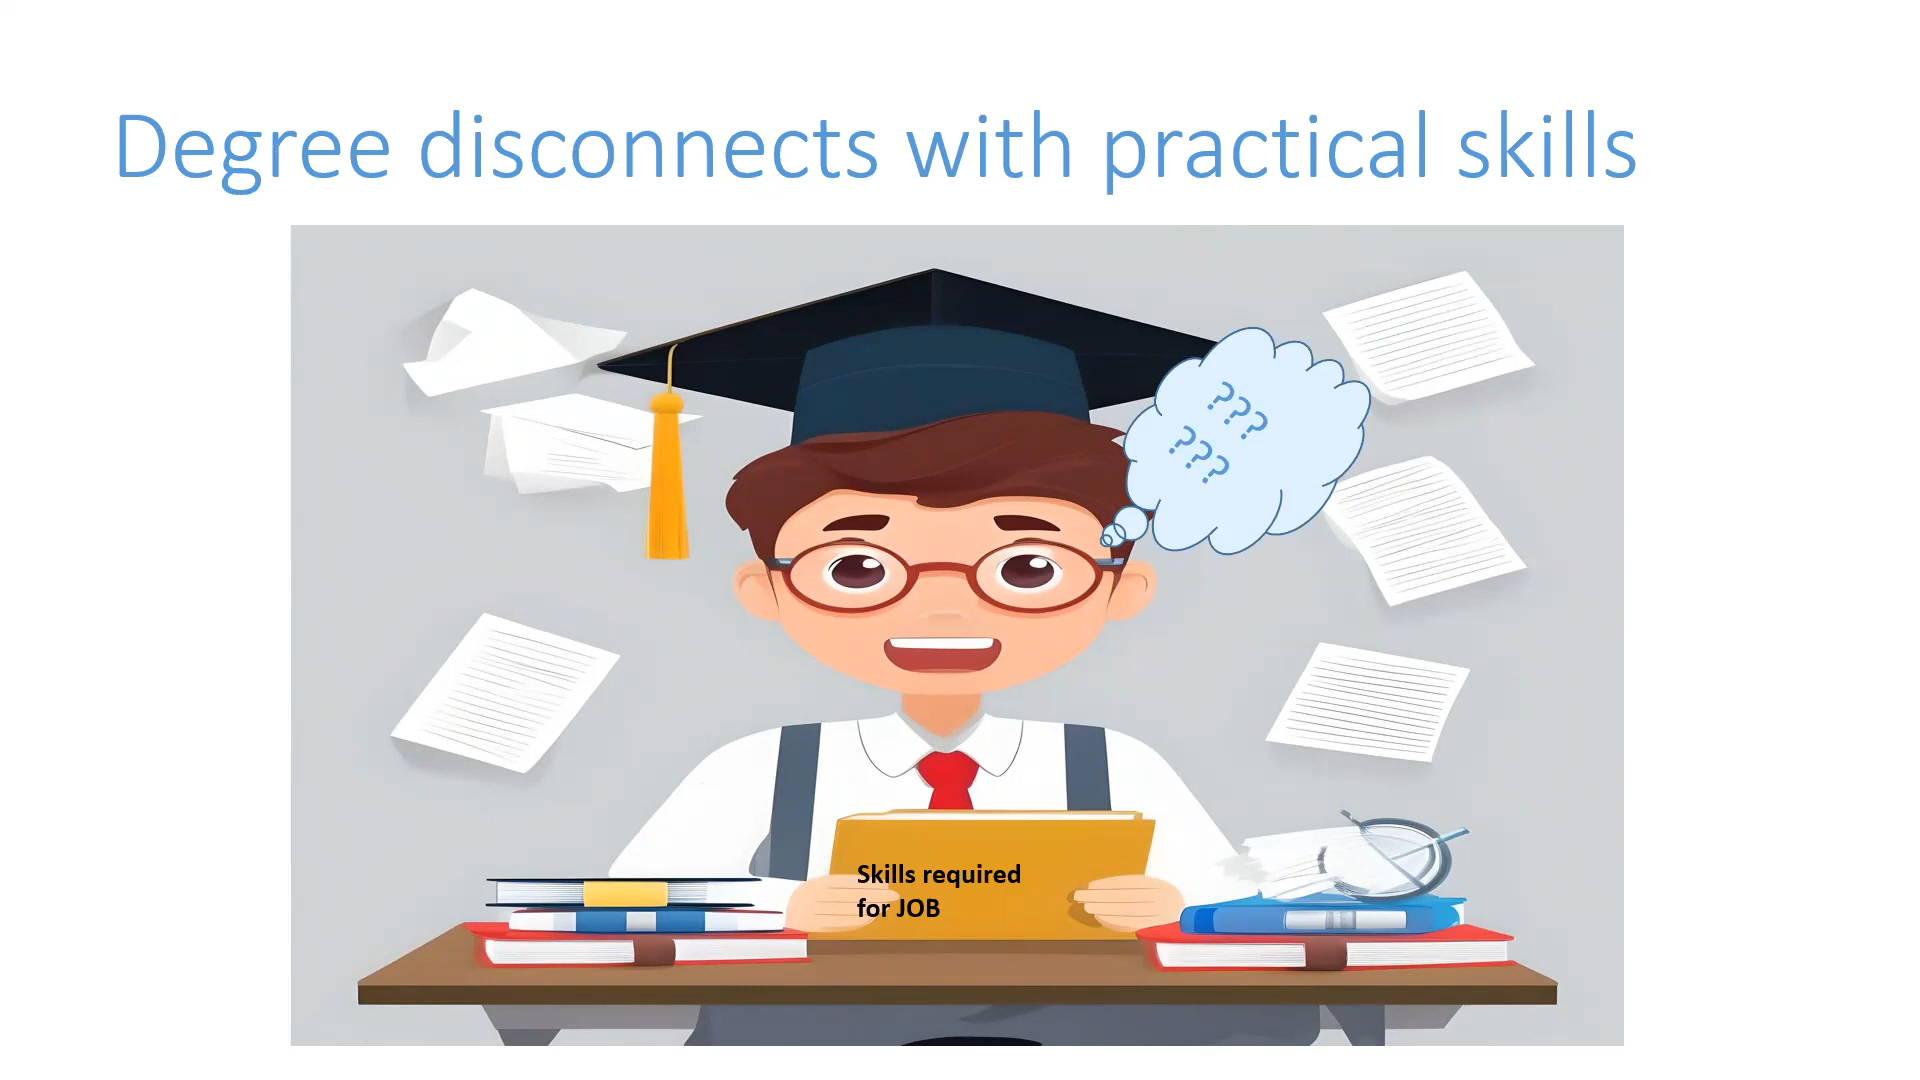 Degree disconnects with practical skills
???
???
Skills required
for JOB